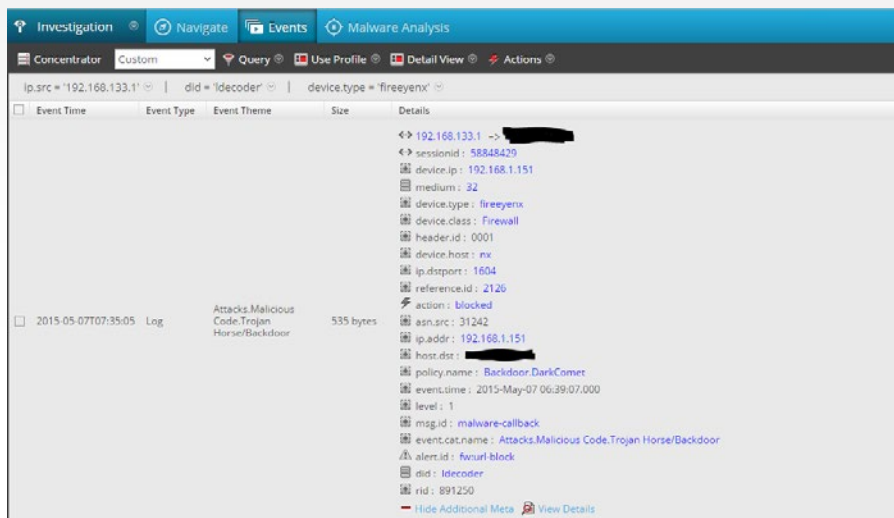 Investigation Navigate Events Malware Analysis
Concentrator Custom Query Use Profile Detail View Actions
ip.src = '192.168.133.1' | did = 'ldecoder' | device.type = 'fireeyenx'
Event Time Event Type Event Theme Size Details
192.168.133.1 ->
sessionid : 58848429
device.ip : 192.168.1.151
medium : 32
device.type : fireeyenx
device.class : Firewall
header.id : 0001
device.host : nx
ip.dstport : 1604
reference.id : 2126
action : blocked
2015-05-07T07:35:05 Log Attacks.Malicious Code.Trojan Horse/Backdoor 535 bytes
asn.src : 31242
ip.addr : 192.168.1.151
host.dst :
policy.name : Backdoor.DarkComet
event.time : 2015-May-07 06:39:07.000
level : 1
msg.id : malware-callback
event.cat.name : Attacks.Malicious Code.Trojan Horse/Backdoor
alert.id : fw:url-block
did : ldecoder
rid : 891250
Hide Additional Meta View Details